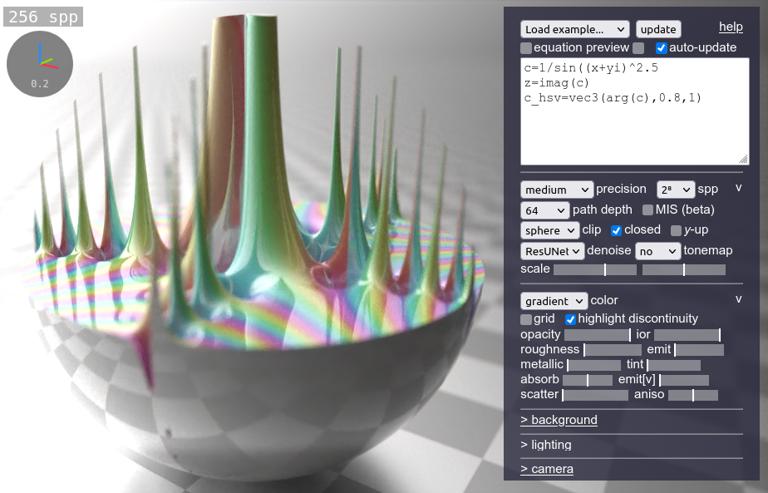 256 spp
0.2
Load example... update help
equation preview auto-update
c=1/sin((x+yi)^2.5
z=imag(c)
c_hsv=vec3(arg(c),0.8,1)
medium precision 2⁸ spp v
64 path depth MIS (beta)
sphere clip closed y-up
ResUNet denoise no tonemap
scale
gradient color v
grid highlight discontinuity
opacity ior
roughness emit
metallic tint
absorb emit[v]
scatter aniso
> background
> lighting
> camera